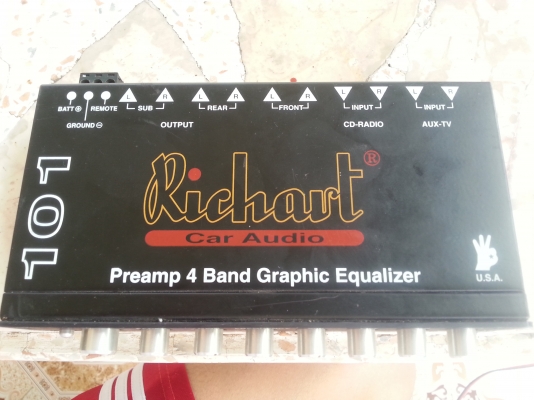 BATT ⊕ GROUND ⊖ REMOTE
L R L R L R L R L R
SUB REAR FRONT INPUT INPUT
OUTPUT CD-RADIO AUX-TV
101
Richart®
Car Audio
Preamp 4 Band Graphic Equalizer
U.S.A.